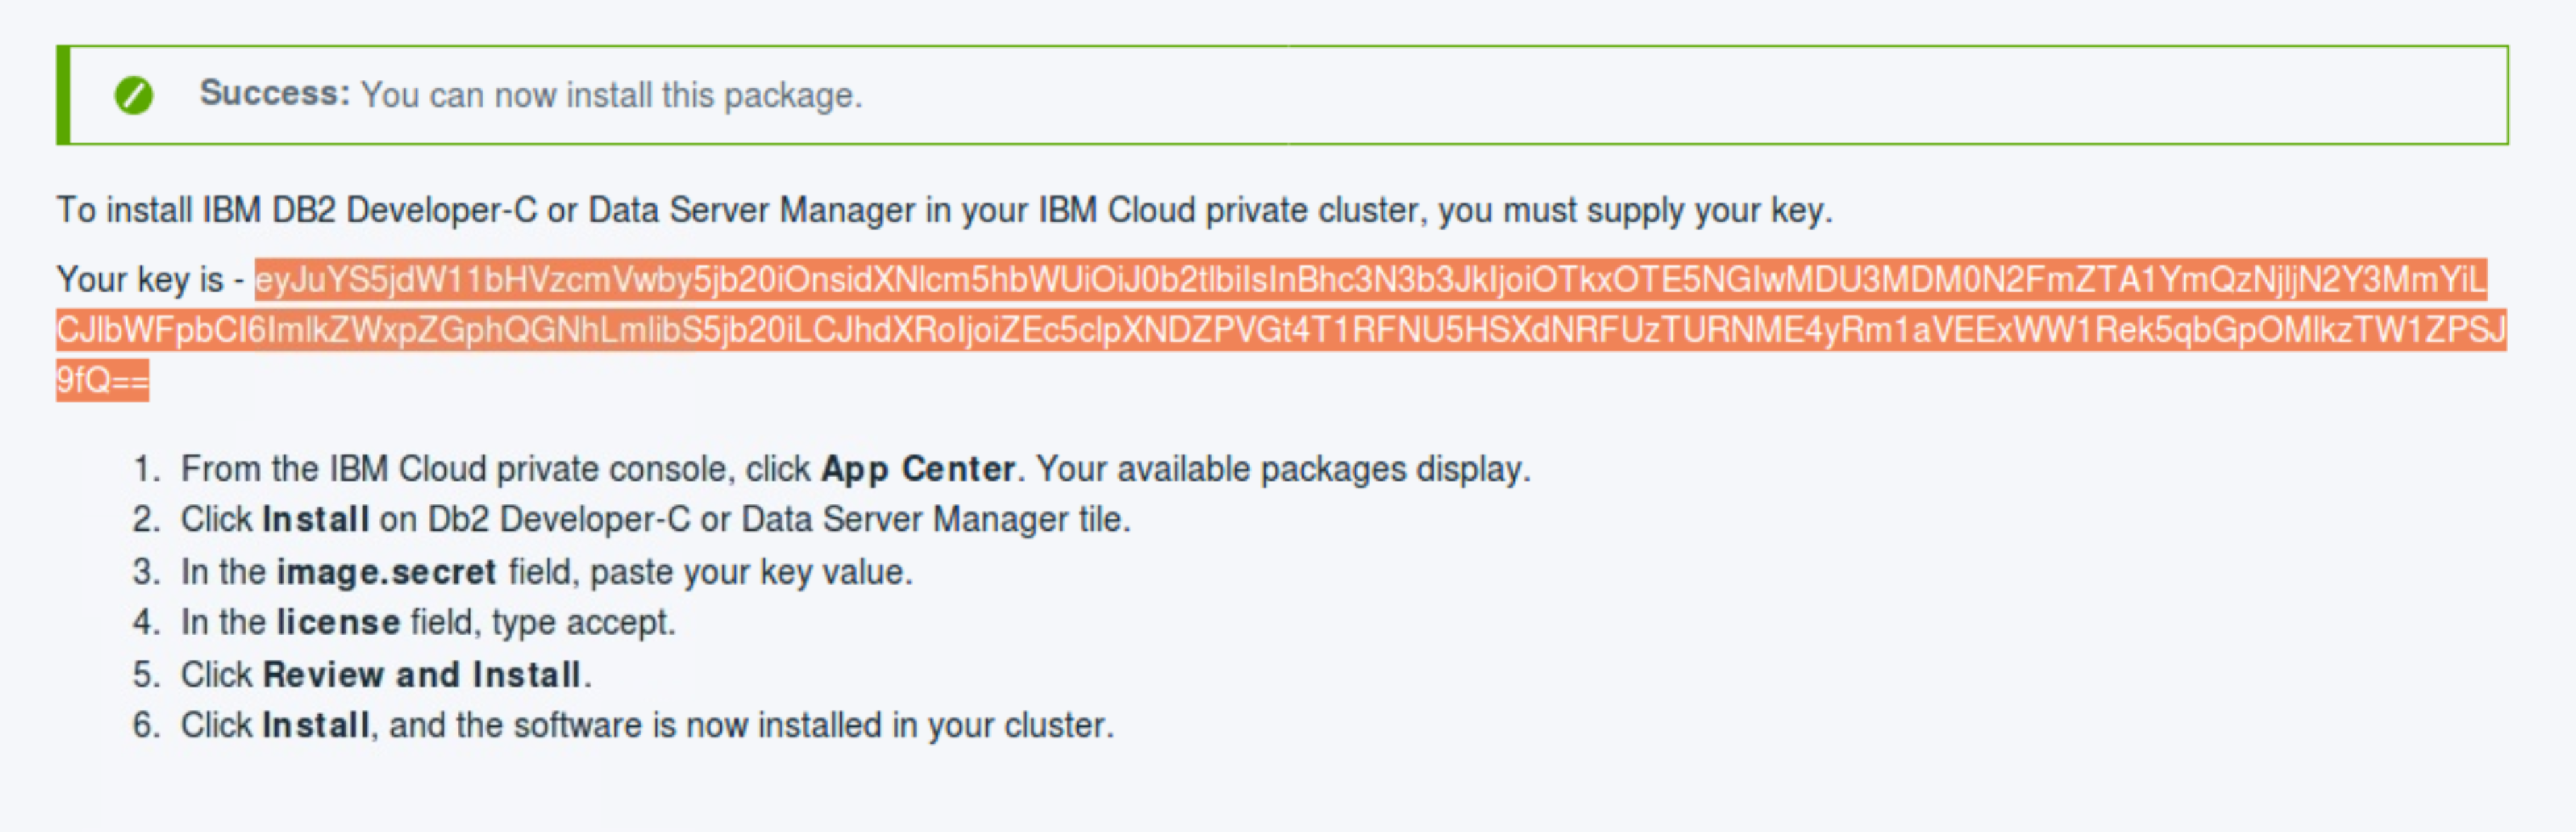 Success: You can now install this package.
To install IBM DB2 Developer-C or Data Server Manager in your IBM Cloud private cluster, you must supply your key.
Your key is - eyJuYS5jdW11bHVzcmVwby5jb20iOnsidXNlcm5hbWUiOiJ0b2tlbiIsInBhc3N3b3JkIjoiOTkxOTE5NGIwMDU3MDM0N2FmZTA1YmQzNjljN2Y3MmYiL
CJlbWFpbCI6ImlkZWxpZGphQGNhLmlibS5jb20iLCJhdXRoIjoiZEc5clpXNDZPVGt4T1RFNU5HSXdNRFUzTURNME4yRm1aVEExWW1Rek5qbGpOMlkzTW1ZPSJ
9fQ==
1. From the IBM Cloud private console, click App Center. Your available packages display.
2. Click Install on Db2 Developer-C or Data Server Manager tile.
3. In the image.secret field, paste your key value.
4. In the license field, type accept.
5. Click Review and Install.
6. Click Install, and the software is now installed in your cluster.